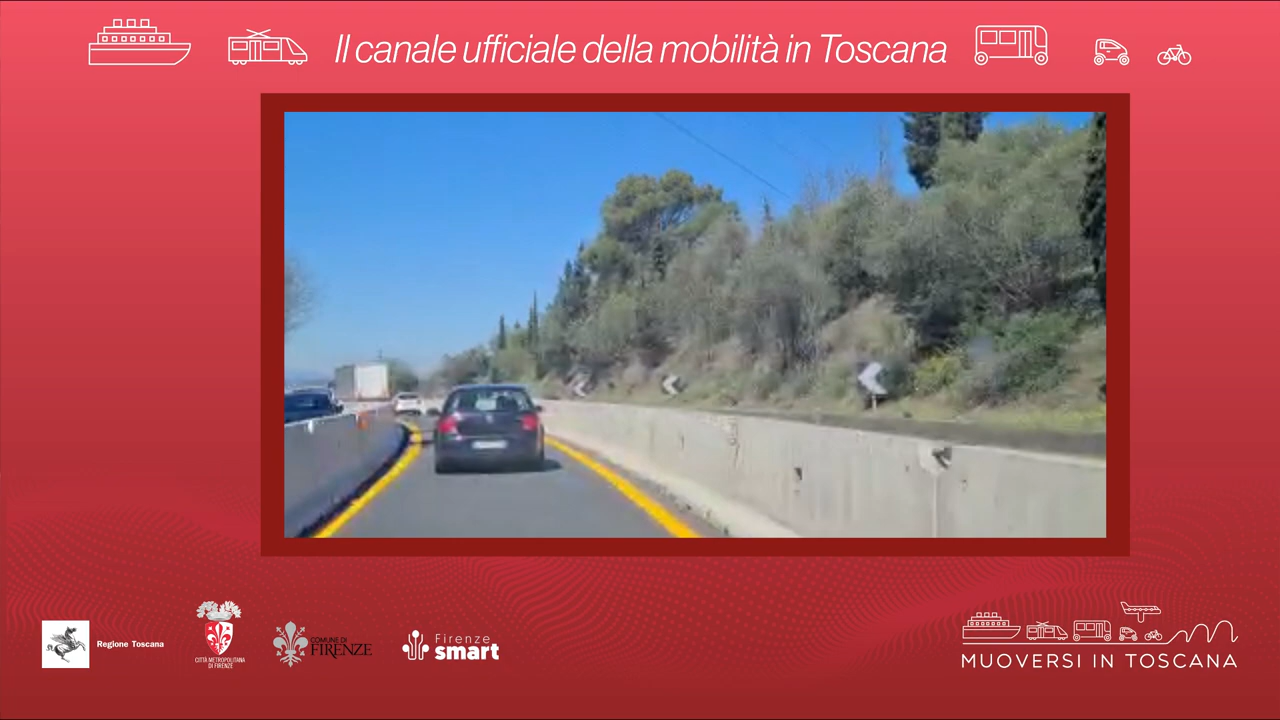 Il canale ufficiale della mobilità in Toscana
Regione Toscana
CITTÀ METROPOLITANA
DI FIRENZE
COMUNE DI
FIRENZE
Firenze
smart
MUOVERSI IN TOSCANA